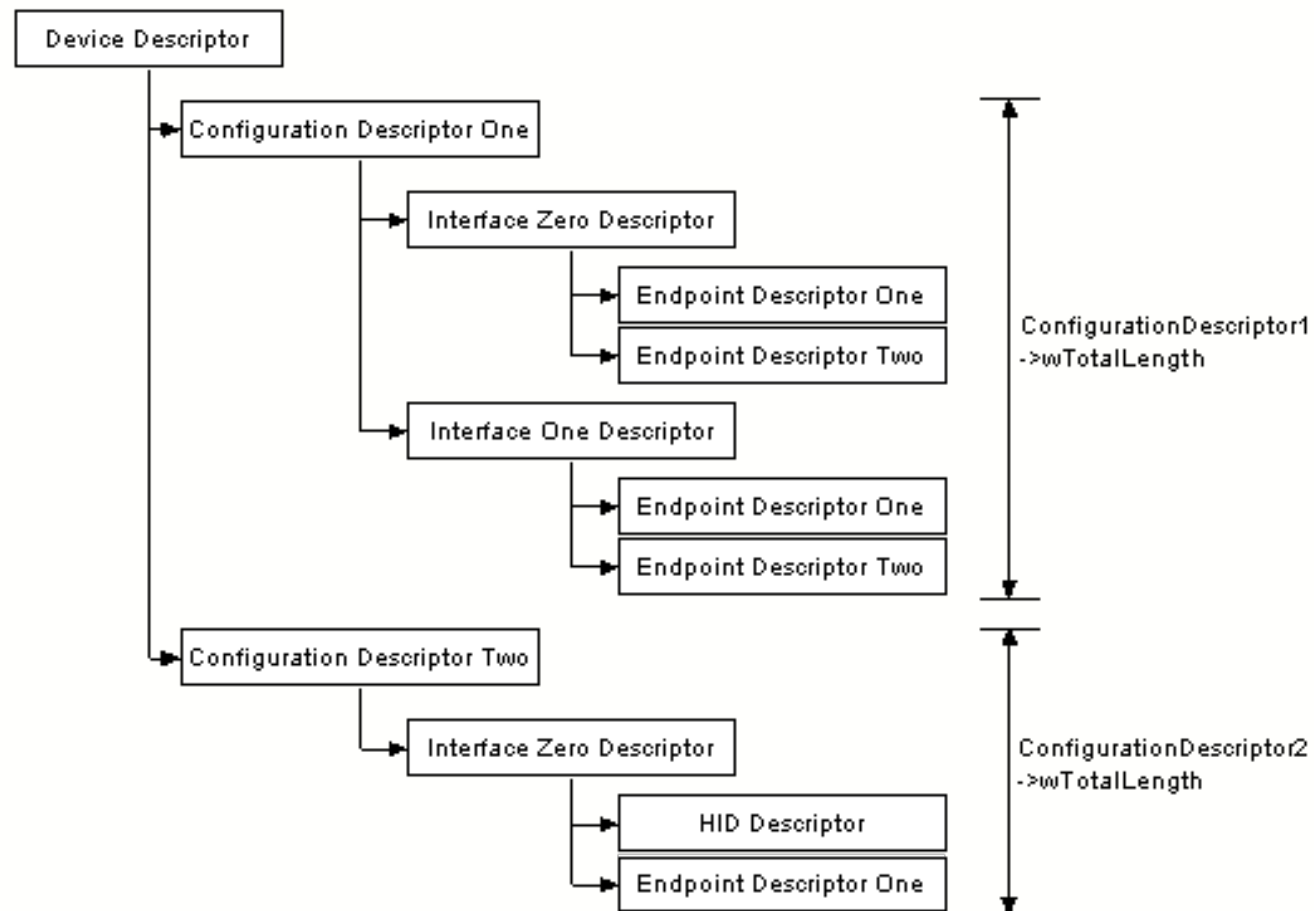 Device Descriptor
Configuration Descriptor One
Interface Zero Descriptor
Endpoint Descriptor One
Endpoint Descriptor Two
Interface One Descriptor
Endpoint Descriptor One
Endpoint Descriptor Two
ConfigurationDescriptor1
->wTotalLength
Configuration Descriptor Two
Interface Zero Descriptor
HID Descriptor
Endpoint Descriptor One
ConfigurationDescriptor2
->wTotalLength